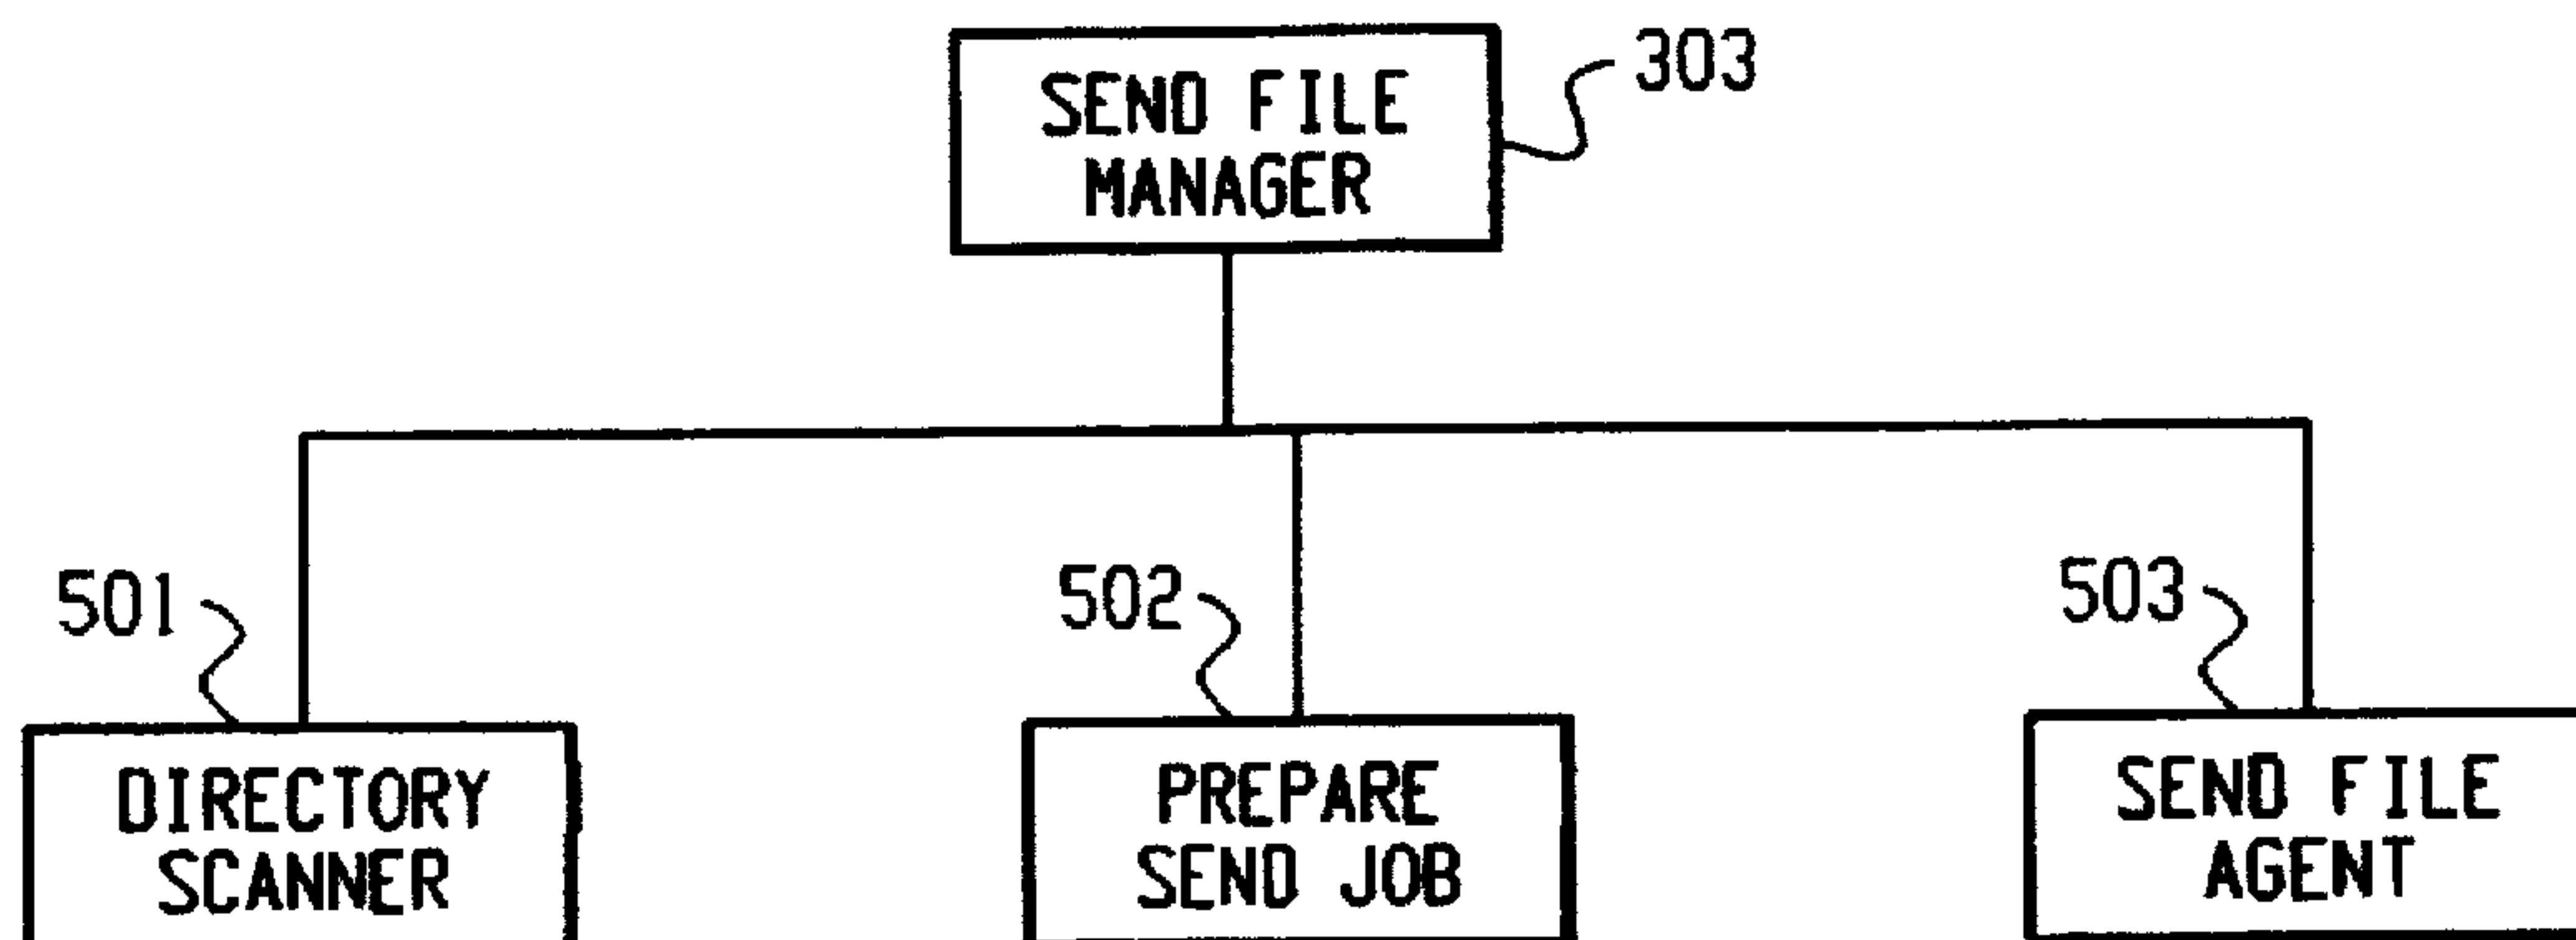 SEND FILE
MANAGER
303
501
502
503
DIRECTORY
SCANNER
PREPARE
SEND JOB
SEND FILE
AGENT